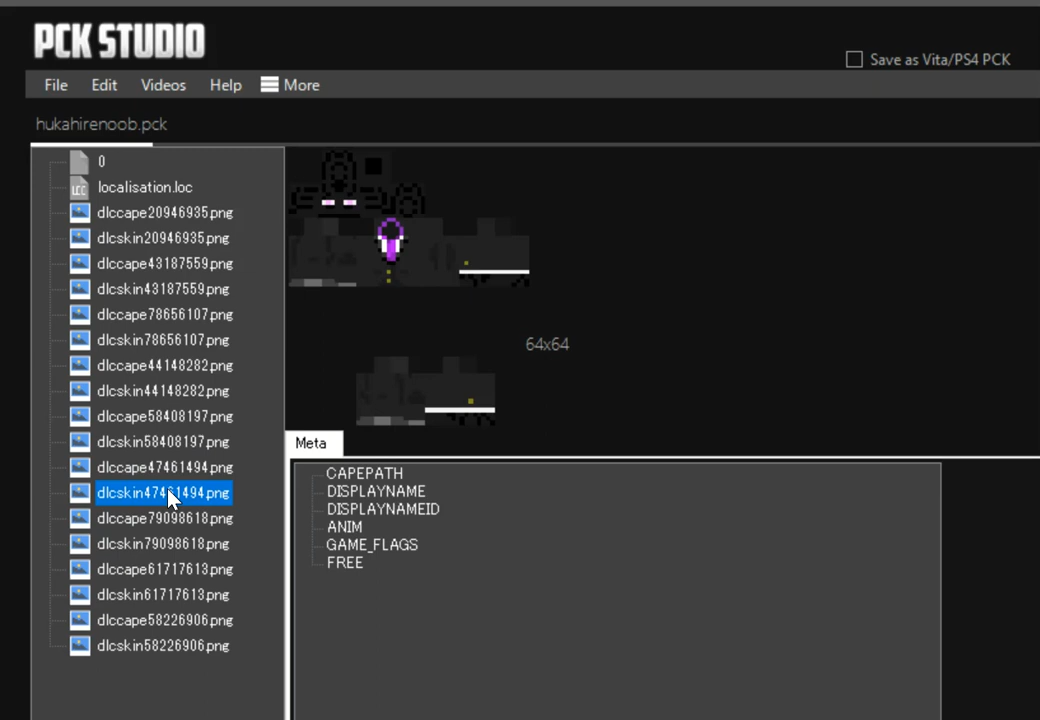 PCK STUDIO
Save as Vita/PS4 PCK
File Edit Videos Help More
hukahirenoob.pck
0
LOC localisation.loc
dlccape20946935.png
dlcskin20946935.png
dlccape43187559.png
dlcskin43187559.png
dlccape78656107.png
dlcskin78656107.png
dlccape44148282.png
dlcskin44148282.png
dlccape58408197.png
dlcskin58408197.png
dlccape47461494.png
dlcskin47461494.png
dlccape79098618.png
dlcskin79098618.png
dlccape61717613.png
dlcskin61717613.png
dlccape58226906.png
dlcskin58226906.png
64x64
Meta
CAPEPATH
DISPLAYNAME
DISPLAYNAMEID
ANIM
GAME_FLAGS
FREE